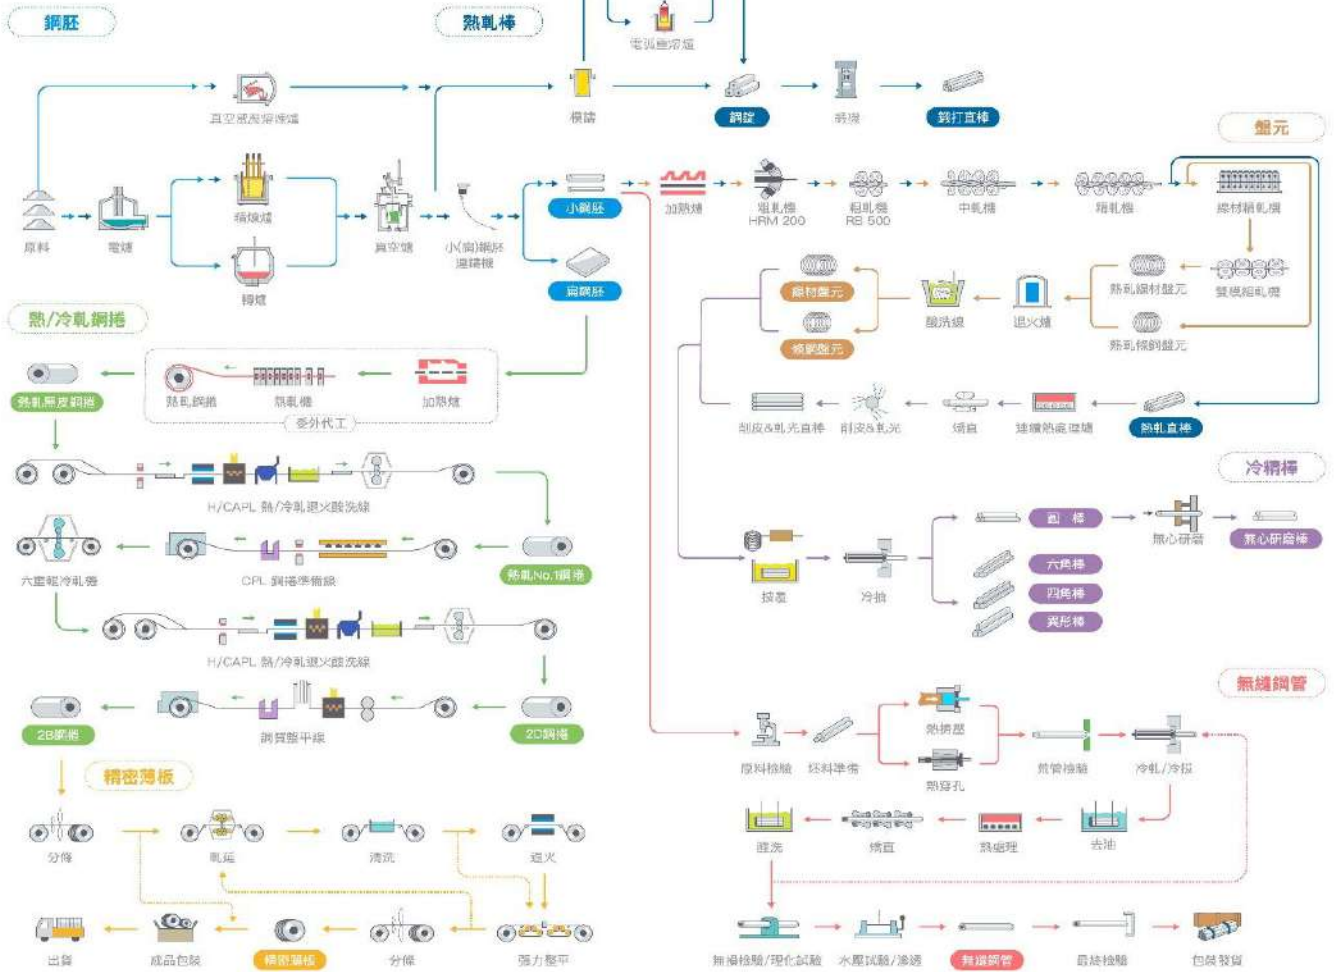 鋼胚
熱軋棒
電弧重熔爐
真空感應熔煉爐
模鑄
鋼錠
鍛機
鍛打直棒
盤元
原料
電爐
精煉爐
轉爐
真空爐
小(扁)鋼胚
連鑄機
小鋼胚
扁鋼胚
加熱爐
粗軋機
HRM 200
粗軋機
RB 500
中軋機
精軋機
線材精軋機
雙模組軋機
熱軋線材盤元
熱軋條鋼盤元
退火爐
酸洗線
線材盤元
條鋼盤元
熱/冷軋鋼捲
熱軋黑皮鋼捲
熱軋鋼捲
熱軋機
加熱爐
委外代工
削皮&軋光直棒
削皮&軋光
矯直
連續熱處理爐
熱軋直棒
冷精棒
H/CAPL 熱/冷軋退火酸洗線
六重輥冷軋機
CPL 鋼捲準備線
熱軋No.1鋼捲
披覆
冷抽
圓 棒
六角棒
四角棒
異形棒
無心研磨
無心研磨棒
H/CAPL 熱/冷軋退火酸洗線
2B鋼捲
調質整平線
2D鋼捲
無縫鋼管
原料檢驗
坯料準備
熱擠壓
熱穿孔
荒管檢驗
冷軋/冷拔
精密薄板
分條
軋延
清洗
退火
酸洗
矯直
熱處理
去油
出貨
成品包裝
精密薄板
分條
張力整平
無損檢驗/理化試驗
水壓試驗/滲透
無縫鋼管
最終檢驗
包裝發貨